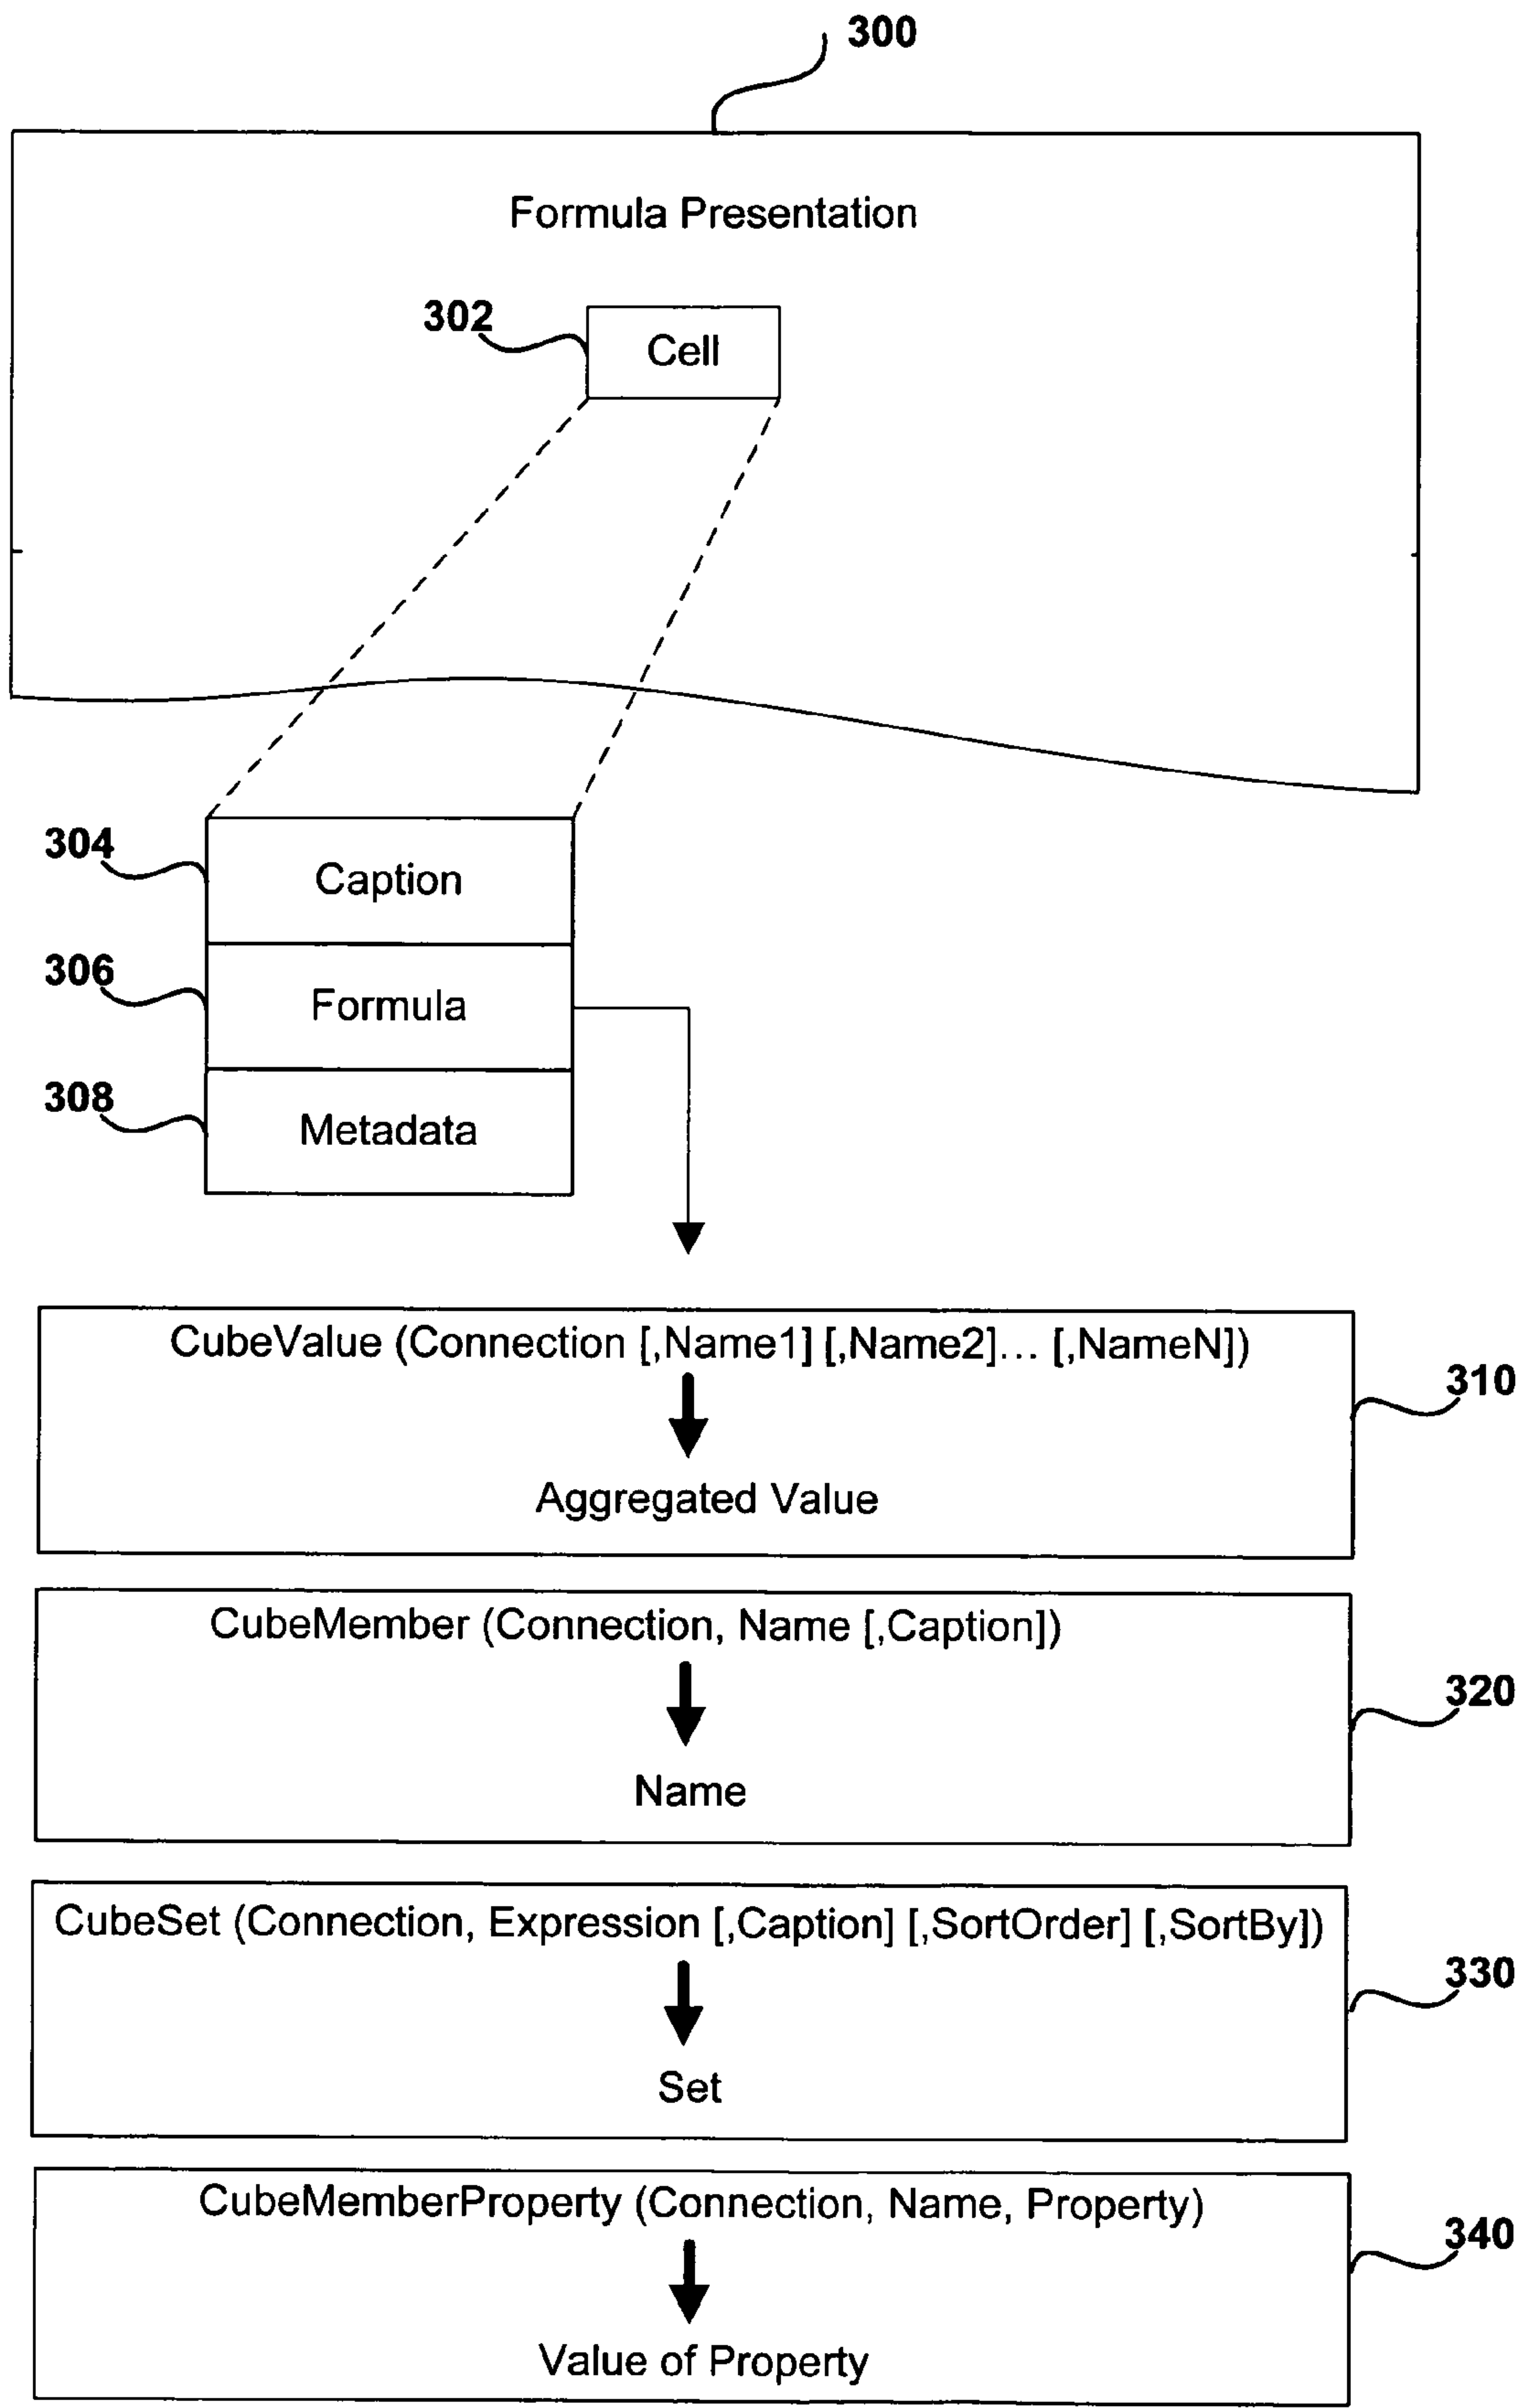 300
Formula Presentation
302
Cell
304
Caption
306
Formula
308
Metadata
CubeValue (Connection [,Name1] [,Name2]... [,NameN])
310
Aggregated Value
CubeMember (Connection, Name [,Caption])
320
Name
CubeSet (Connection, Expression [,Caption] [,SortOrder] [,SortBy])
330
Set
CubeMemberProperty (Connection, Name, Property)
340
Value of Property